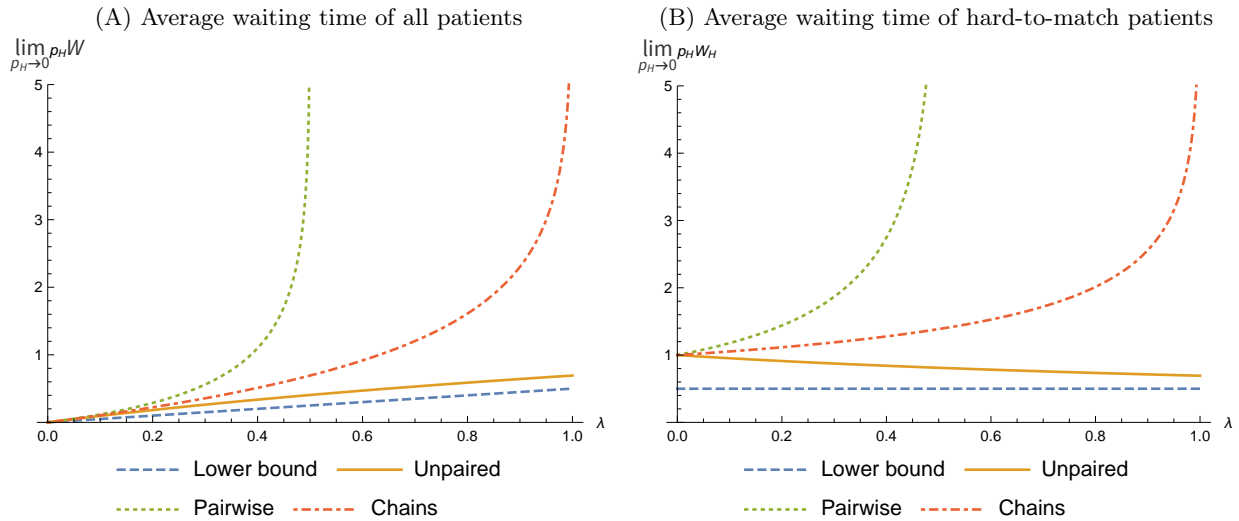 (A) Average waiting time of all patients
lim p_H→0 p_H W
5
4
3
2
1
0.0 0.2 0.4 0.6 0.8 1.0 λ
Lower bound Unpaired
Pairwise Chains
(B) Average waiting time of hard-to-match patients
lim p_H→0 p_H W_H
5
4
3
2
1
0.0 0.2 0.4 0.6 0.8 1.0 λ
Lower bound Unpaired
Pairwise Chains